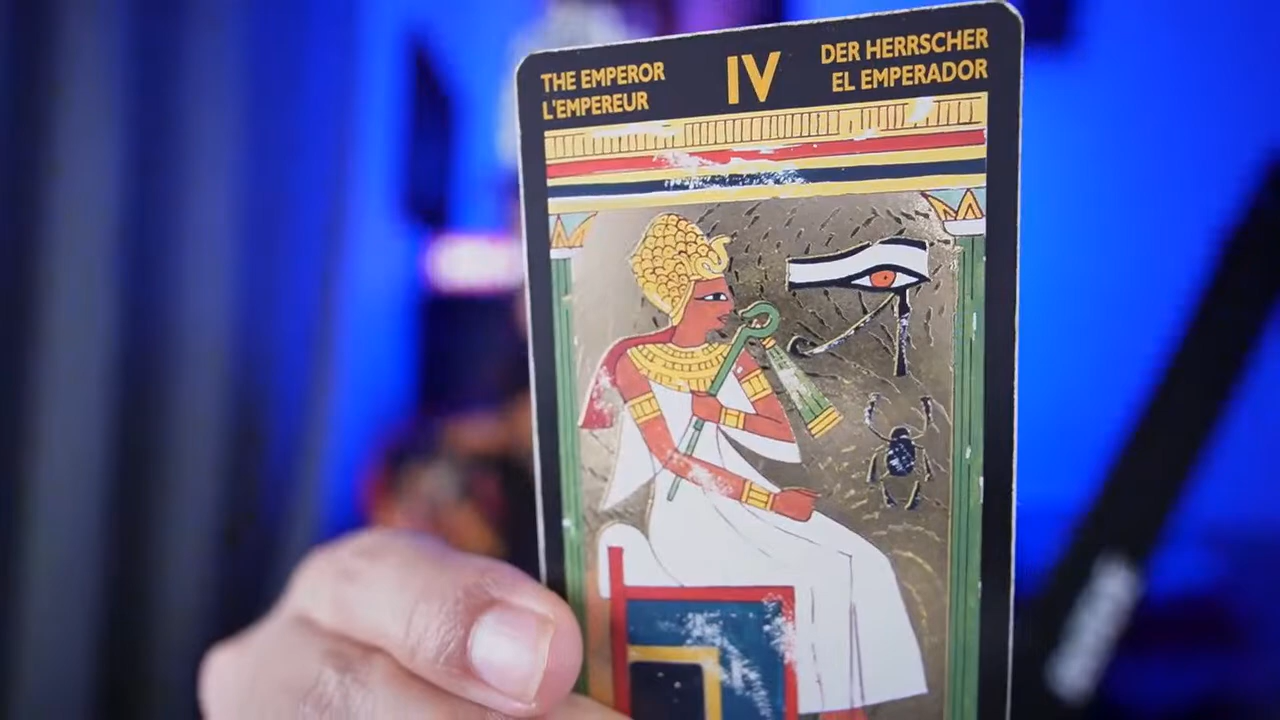 THE EMPEROR
L'EMPEREUR
IV
DER HERRSCHER
EL EMPERADOR